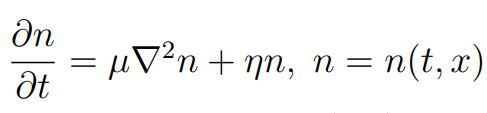 ∂n/∂t = μ∇²n + ηn, n = n(t, x)